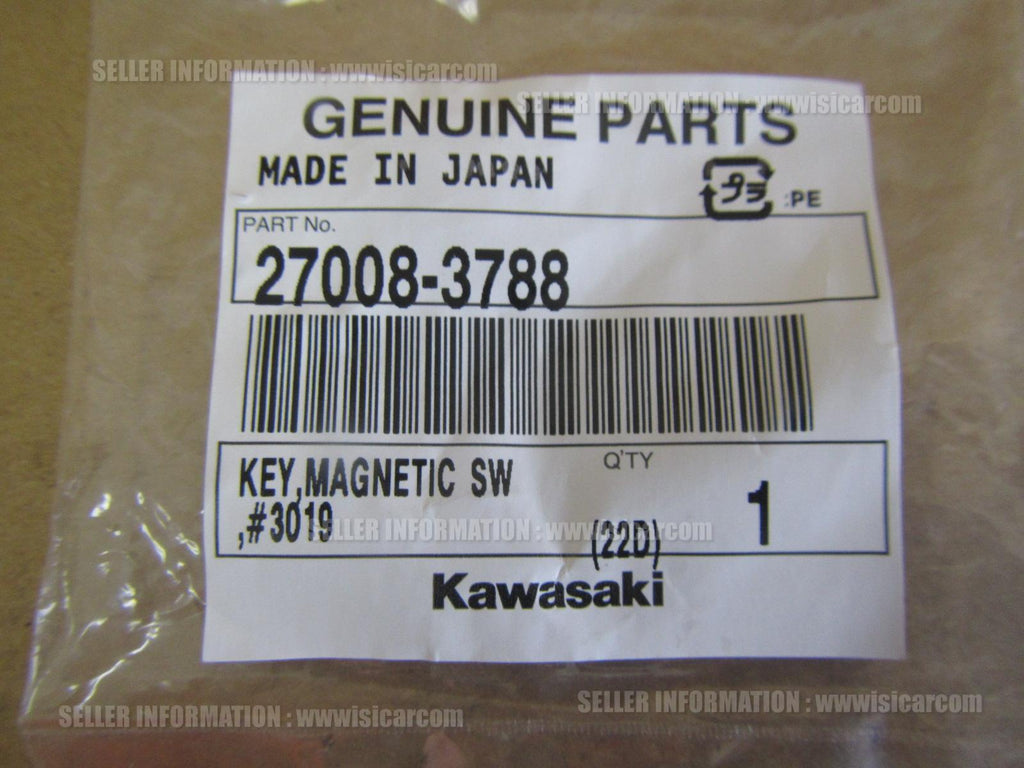 SELLER INFORMATION : wwwisicarcom
SELLER INFORMATION : wwwisicarcom
GENUINE PARTS
MADE IN JAPAN
プラ :PE
PART No.
27008-3788
KEY,MAGNETIC SW
Q'TY
1
,#3019
SELLER INFORMATION : wwwisicarcom
(22D)
Kawasaki
SELLER INFORMATION : wwwisicarcom
SELLER INFORMATION : wwwisicarcom